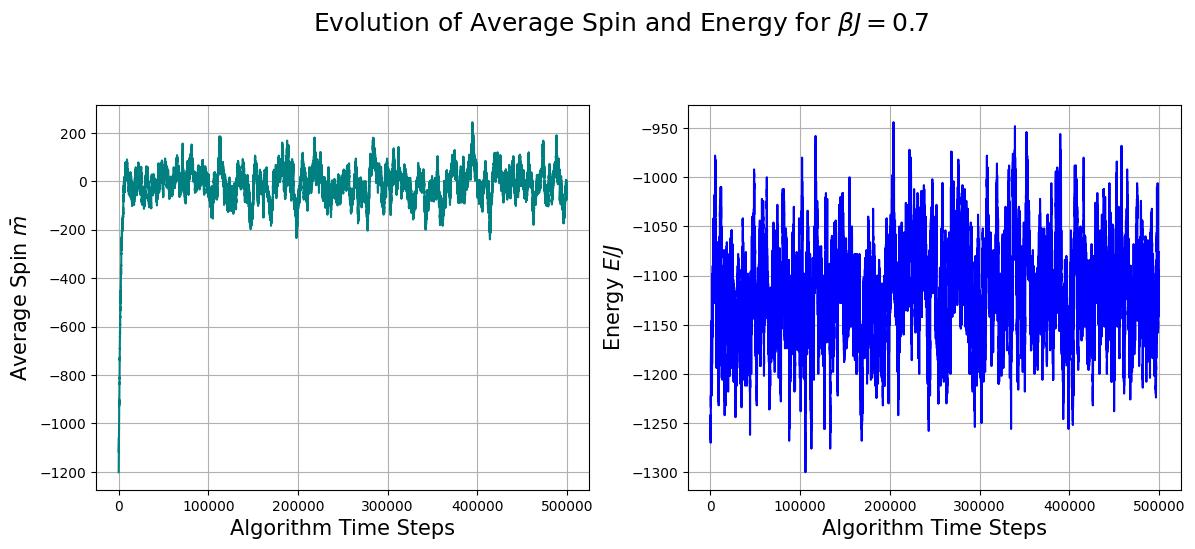 Evolution of Average Spin and Energy for βJ = 0.7
Average Spin m̄
200
0
−200
−400
−600
−800
−1000
−1200
0 100000 200000 300000 400000 500000
Algorithm Time Steps
Energy E/J
−950
−1000
−1050
−1100
−1150
−1200
−1250
−1300
0 100000 200000 300000 400000 500000
Algorithm Time Steps